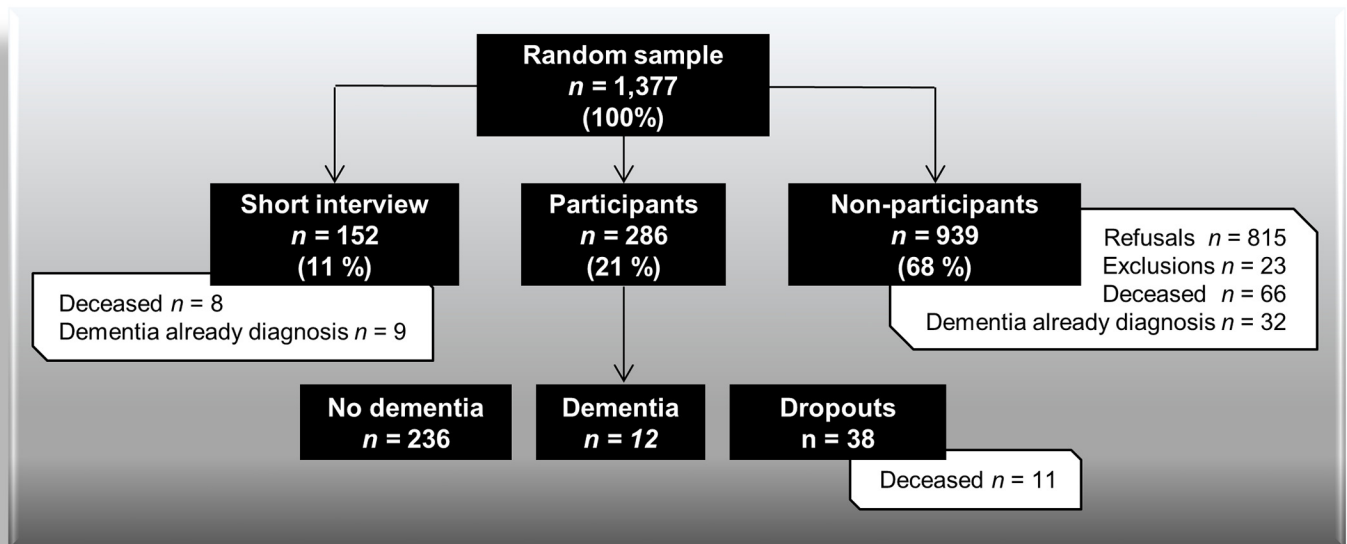 Random sample
n = 1,377
(100%)
Short interview
n = 152
(11 %)
Participants
n = 286
(21 %)
Non-participants
n = 939
(68 %)
Refusals n = 815
Exclusions n = 23
Deceased n = 66
Dementia already diagnosis n = 32
Deceased n = 8
Dementia already diagnosis n = 9
No dementia
n = 236
Dementia
n = 12
Dropouts
n = 38
Deceased n = 11